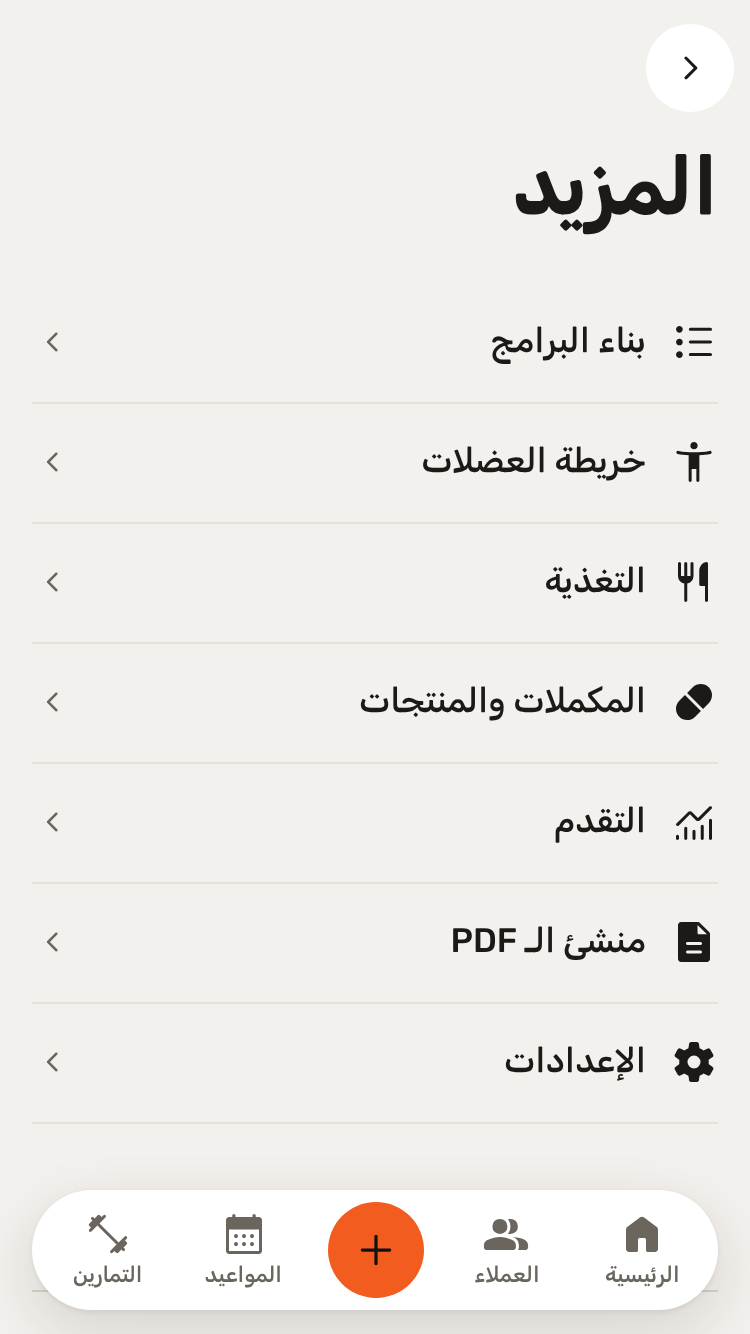 المزيد
بناء البرامج
خريطة العضلات
التغذية
المكملات والمنتجات
التقدم
منشئ الـ PDF
الإعدادات
الرئيسية
العملاء
المواعيد
التمارين